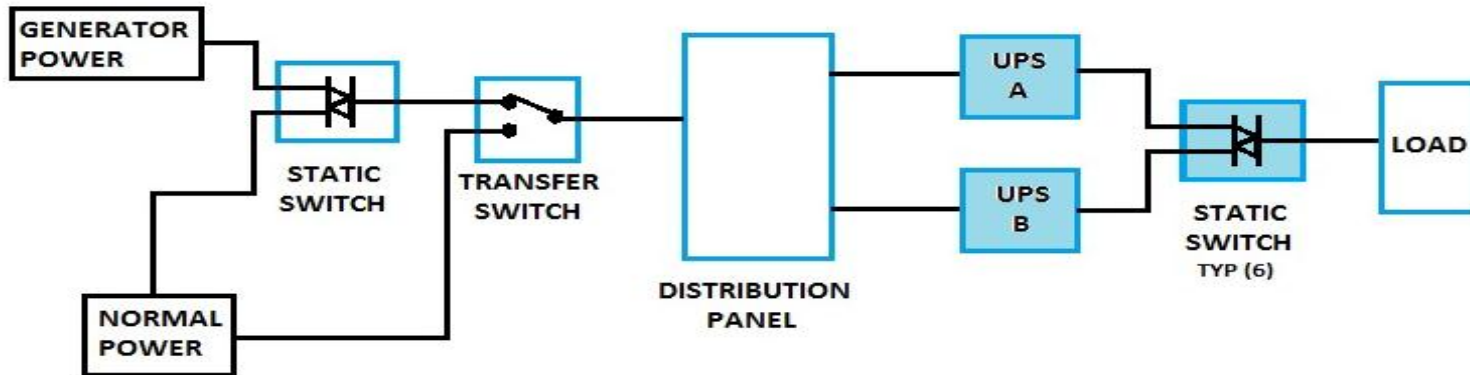 GENERATOR
POWER
STATIC
SWITCH
TRANSFER
SWITCH
NORMAL
POWER
DISTRIBUTION
PANEL
UPS
A
UPS
B
STATIC
SWITCH
TYP (6)
LOAD